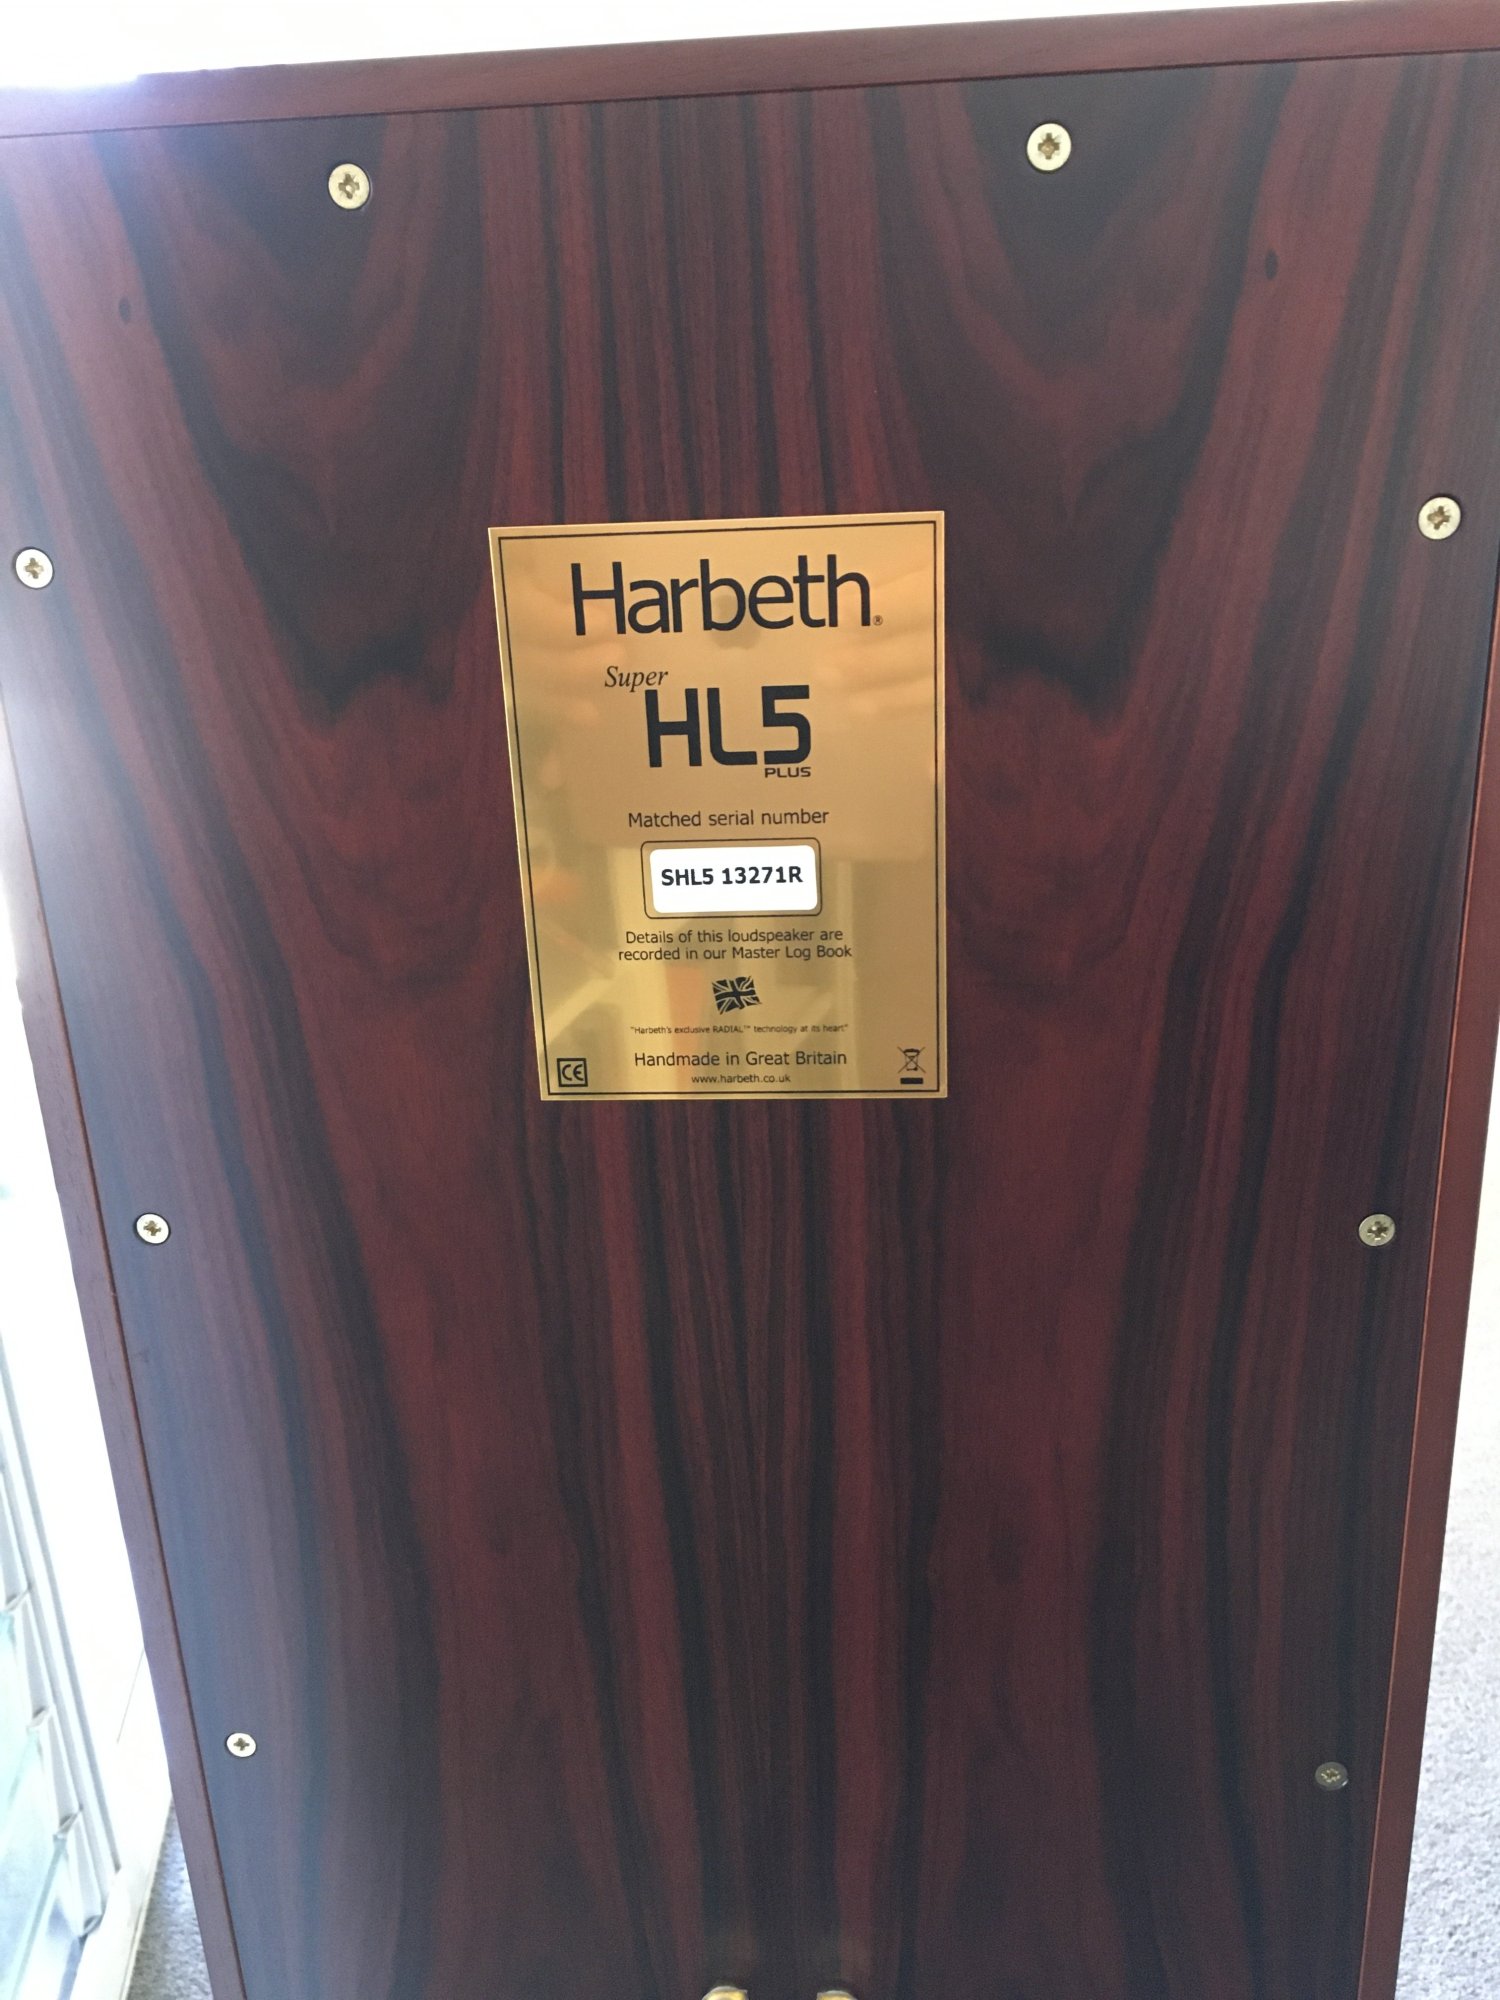 Harbeth®
Super
HL5
PLUS
Matched serial number
SHL5 13271R
Details of this loudspeaker are
recorded in our Master Log Book
"Harbeth's exclusive RADIAL™ technology at its heart"
Handmade in Great Britain
CE
www.harbeth.co.uk